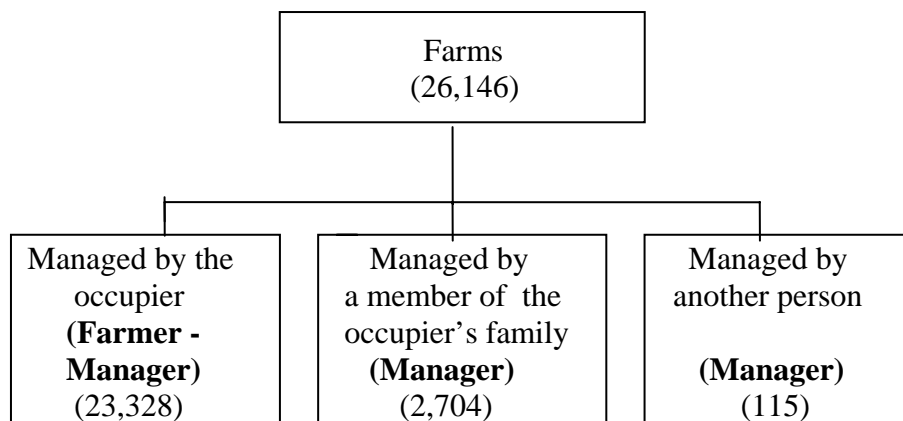 Farms
(26,146)
Managed by the
occupier
(Farmer -
Manager)
(23,328)
Managed by
a member of the
occupier's family
(Manager)
(2,704)
Managed by
another person
(Manager)
(115)